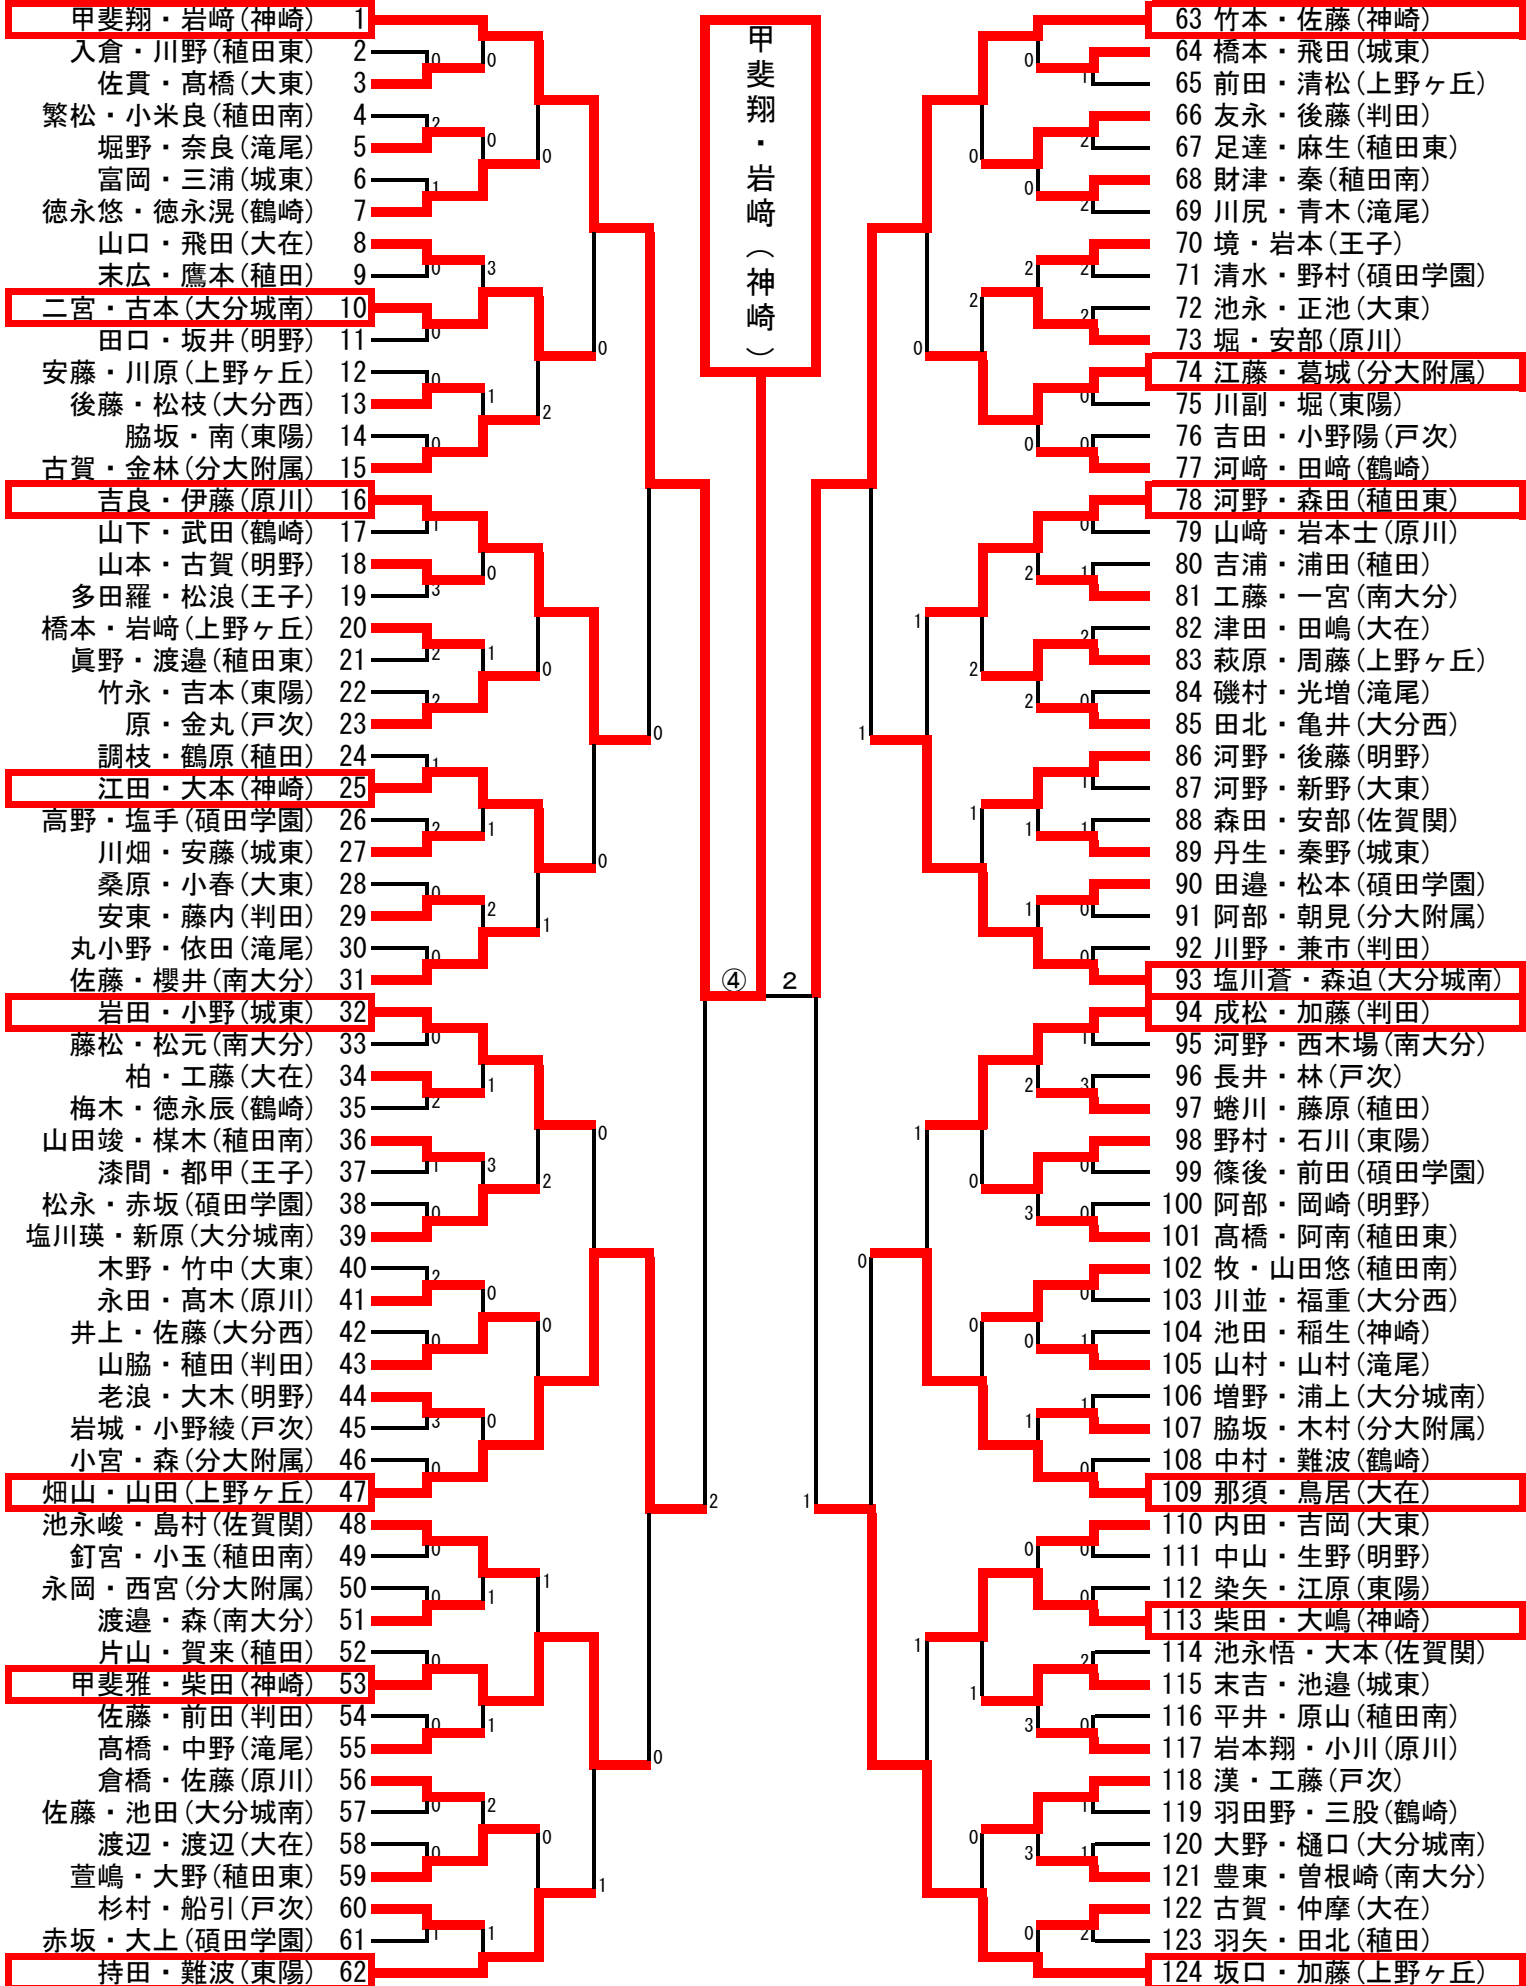 甲斐翔・岩﨑(神崎) 1
入倉・川野(稙田東) 2
佐貫・髙橋(大東) 3
繁松・小米良(稙田南) 4
堀野・奈良(滝尾) 5
富岡・三浦(城東) 6
徳永悠・徳永滉(鶴崎) 7
山口・飛田(大在) 8
末広・鷹本(稙田) 9
二宮・古本(大分城南) 10
田口・坂井(明野) 11
安藤・川原(上野ヶ丘) 12
後藤・松枝(大分西) 13
脇坂・南(東陽) 14
古賀・金林(分大附属) 15
吉良・伊藤(原川) 16
山下・武田(鶴崎) 17
山本・古賀(明野) 18
多田羅・松浪(王子) 19
橋本・岩﨑(上野ヶ丘) 20
眞野・渡邉(稙田東) 21
竹永・吉本(東陽) 22
原・金丸(戸次) 23
調枝・鶴原(稙田) 24
江田・大本(神崎) 25
高野・塩手(碩田学園) 26
川畑・安藤(城東) 27
桑原・小春(大東) 28
安東・藤内(判田) 29
丸小野・依田(滝尾) 30
佐藤・櫻井(南大分) 31
岩田・小野(城東) 32
藤松・松元(南大分) 33
柏・工藤(大在) 34
梅木・徳永辰(鶴崎) 35
山田竣・椹木(稙田南) 36
漆間・都甲(王子) 37
松永・赤坂(碩田学園) 38
塩川瑛・新原(大分城南) 39
木野・竹中(大東) 40
永田・髙木(原川) 41
井上・佐藤(大分西) 42
山脇・稙田(判田) 43
老浪・大木(明野) 44
岩城・小野綾(戸次) 45
小宮・森(分大附属) 46
畑山・山田(上野ヶ丘) 47
池永峻・島村(佐賀関) 48
釘宮・小玉(稙田南) 49
永岡・西宮(分大附属) 50
渡邉・森(南大分) 51
片山・賀来(稙田) 52
甲斐雅・柴田(神崎) 53
佐藤・前田(判田) 54
髙橋・中野(滝尾) 55
倉橋・佐藤(原川) 56
佐藤・池田(大分城南) 57
渡辺・渡辺(大在) 58
萱嶋・大野(稙田東) 59
杉村・船引(戸次) 60
赤坂・大上(碩田学園) 61
持田・難波(東陽) 62
甲斐翔・岩﨑(神崎)
④ 2
63 竹本・佐藤(神崎)
64 橋本・飛田(城東)
65 前田・清松(上野ヶ丘)
66 友永・後藤(判田)
67 足達・麻生(稙田東)
68 財津・秦(稙田南)
69 川尻・青木(滝尾)
70 境・岩本(王子)
71 清水・野村(碩田学園)
72 池永・正池(大東)
73 堀・安部(原川)
74 江藤・葛城(分大附属)
75 川副・堀(東陽)
76 吉田・小野陽(戸次)
77 河﨑・田﨑(鶴崎)
78 河野・森田(稙田東)
79 山﨑・岩本士(原川)
80 吉浦・浦田(稙田)
81 工藤・一宮(南大分)
82 津田・田嶋(大在)
83 萩原・周藤(上野ヶ丘)
84 磯村・光増(滝尾)
85 田北・亀井(大分西)
86 河野・後藤(明野)
87 河野・新野(大東)
88 森田・安部(佐賀関)
89 丹生・秦野(城東)
90 田邉・松本(碩田学園)
91 阿部・朝見(分大附属)
92 川野・兼市(判田)
93 塩川蒼・森迫(大分城南)
94 成松・加藤(判田)
95 河野・西木場(南大分)
96 長井・林(戸次)
97 蜷川・藤原(稙田)
98 野村・石川(東陽)
99 篠後・前田(碩田学園)
100 阿部・岡崎(明野)
101 髙橋・阿南(稙田東)
102 牧・山田悠(稙田南)
103 川並・福重(大分西)
104 池田・稲生(神崎)
105 山村・山村(滝尾)
106 増野・浦上(大分城南)
107 脇坂・木村(分大附属)
108 中村・難波(鶴崎)
109 那須・鳥居(大在)
110 内田・吉岡(大東)
111 中山・生野(明野)
112 染矢・江原(東陽)
113 柴田・大嶋(神崎)
114 池永悟・大本(佐賀関)
115 末吉・池邉(城東)
116 平井・原山(稙田南)
117 岩本翔・小川(原川)
118 漢・工藤(戸次)
119 羽田野・三股(鶴崎)
120 大野・樋口(大分城南)
121 豊東・曽根崎(南大分)
122 古賀・仲摩(大在)
123 羽矢・田北(稙田)
124 坂口・加藤(上野ヶ丘)